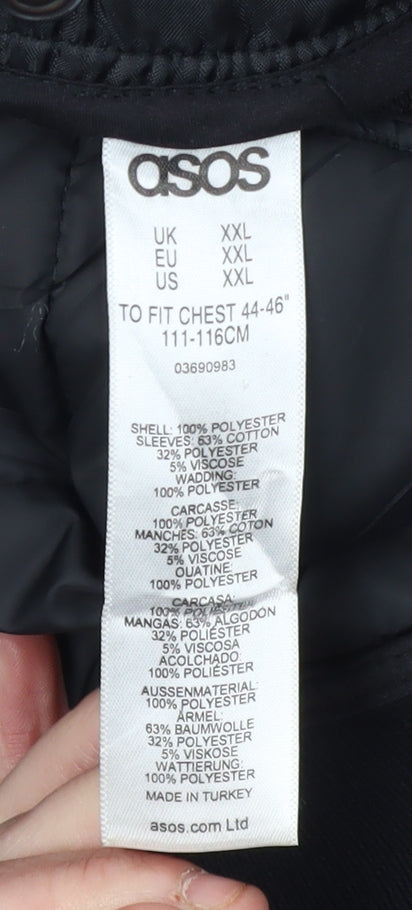 asos
UK XXL
EU XXL
US XXL
TO FIT CHEST 44-46"
111-116CM
03690983
SHELL: 100% POLYESTER
SLEEVES: 63% COTTON
32% POLYESTER
5% VISCOSE
WADDING:
100% POLYESTER
CARCASSE:
100% POLYESTER
MANCHES: 63% COTON
32% POLYESTER
5% VISCOSE
OUATINE:
100% POLYESTER
CARCASA:
100% POLIÉSTER
MANGAS: 63% ALGODÓN
32% POLIÉSTER
5% VISCOSA
ACOLCHADO:
100% POLIÉSTER
AUSSENMATERIAL:
100% POLYESTER
ÄRMEL:
63% BAUMWOLLE
32% POLYESTER
5% VISKOSE
WATTIERUNG:
100% POLYESTER
MADE IN TURKEY
asos.com Ltd